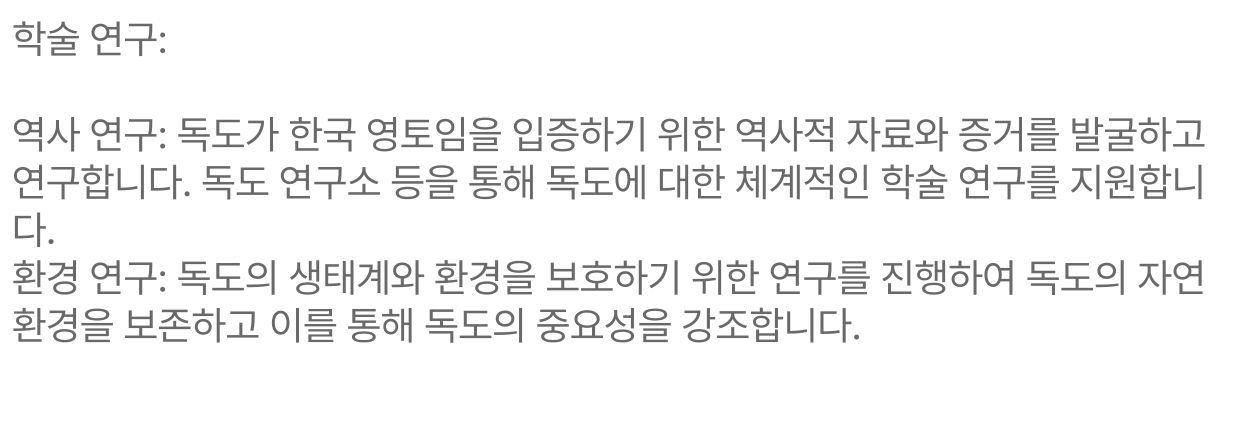 학술 연구:
역사 연구: 독도가 한국 영토임을 입증하기 위한 역사적 자료와 증거를 발굴하고
연구합니다. 독도 연구소 등을 통해 독도에 대한 체계적인 학술 연구를 지원합니
다.
환경 연구: 독도의 생태계와 환경을 보호하기 위한 연구를 진행하여 독도의 자연
환경을 보존하고 이를 통해 독도의 중요성을 강조합니다.